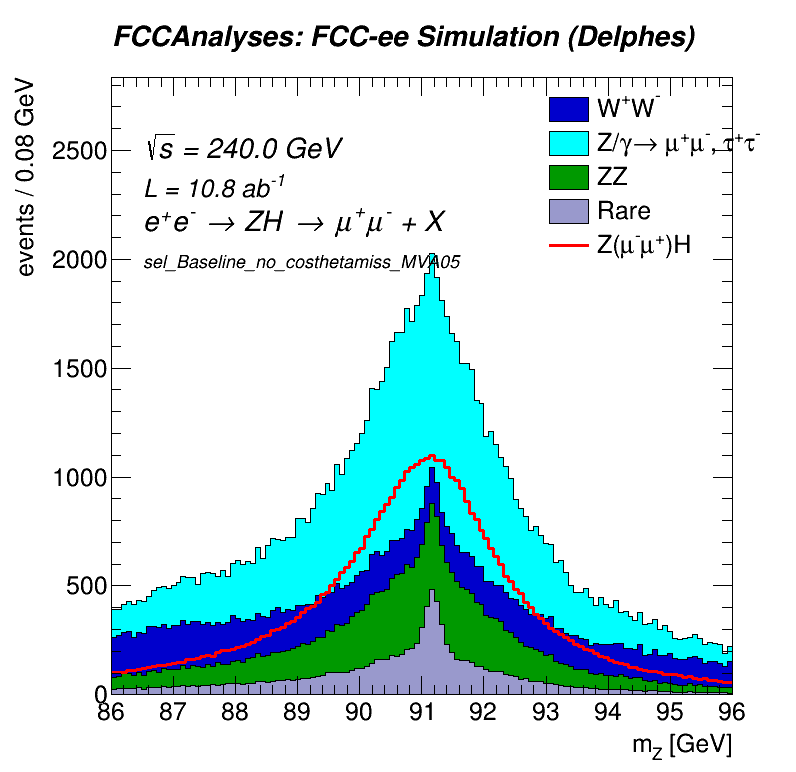 FCCAnalyses: FCC-ee Simulation (Delphes)
events / 0.08 GeV
√s = 240.0 GeV
L = 10.8 ab⁻¹
e⁺e⁻ → ZH → μ⁺μ⁻ + X
sel_Baseline_no_costhetamiss_MVA05
W⁺W⁻
Z/γ→ μ⁺μ⁻, τ⁺τ⁻
ZZ
Rare
Z(μ⁻μ⁺)H
2500
2000
1500
1000
500
0
86 87 88 89 90 91 92 93 94 95 96
m_Z [GeV]